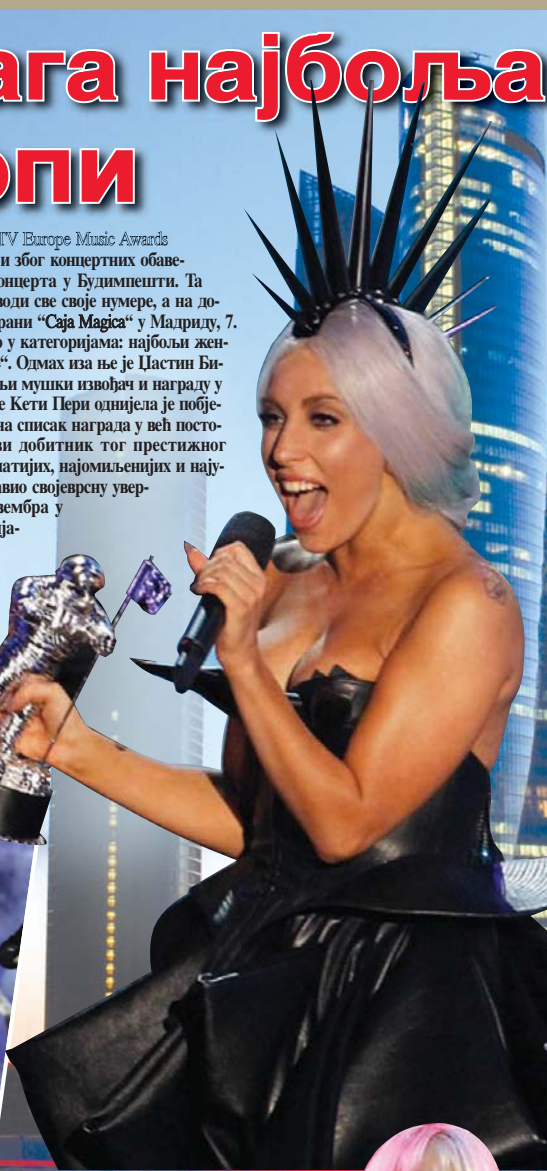 ага најбоља
опи
TV Europe Music Awards
и због концертних обаве-
онцерта у Будимпешти. Та
води све своје нумере, а на до-
рани “Caja Magica“ у Мадриду, 7.
о у категоријама: најбољи жен-
е“. Одмах иза ње је Џастин Би-
љи мушки извођач и награду у
е Кети Пери однијела је побје-
на списак награда у већ посто-
ви добитник тог престижног
натијих, најомиљенијих и нају-
авио својеврсну увер-
вембра у
ија-